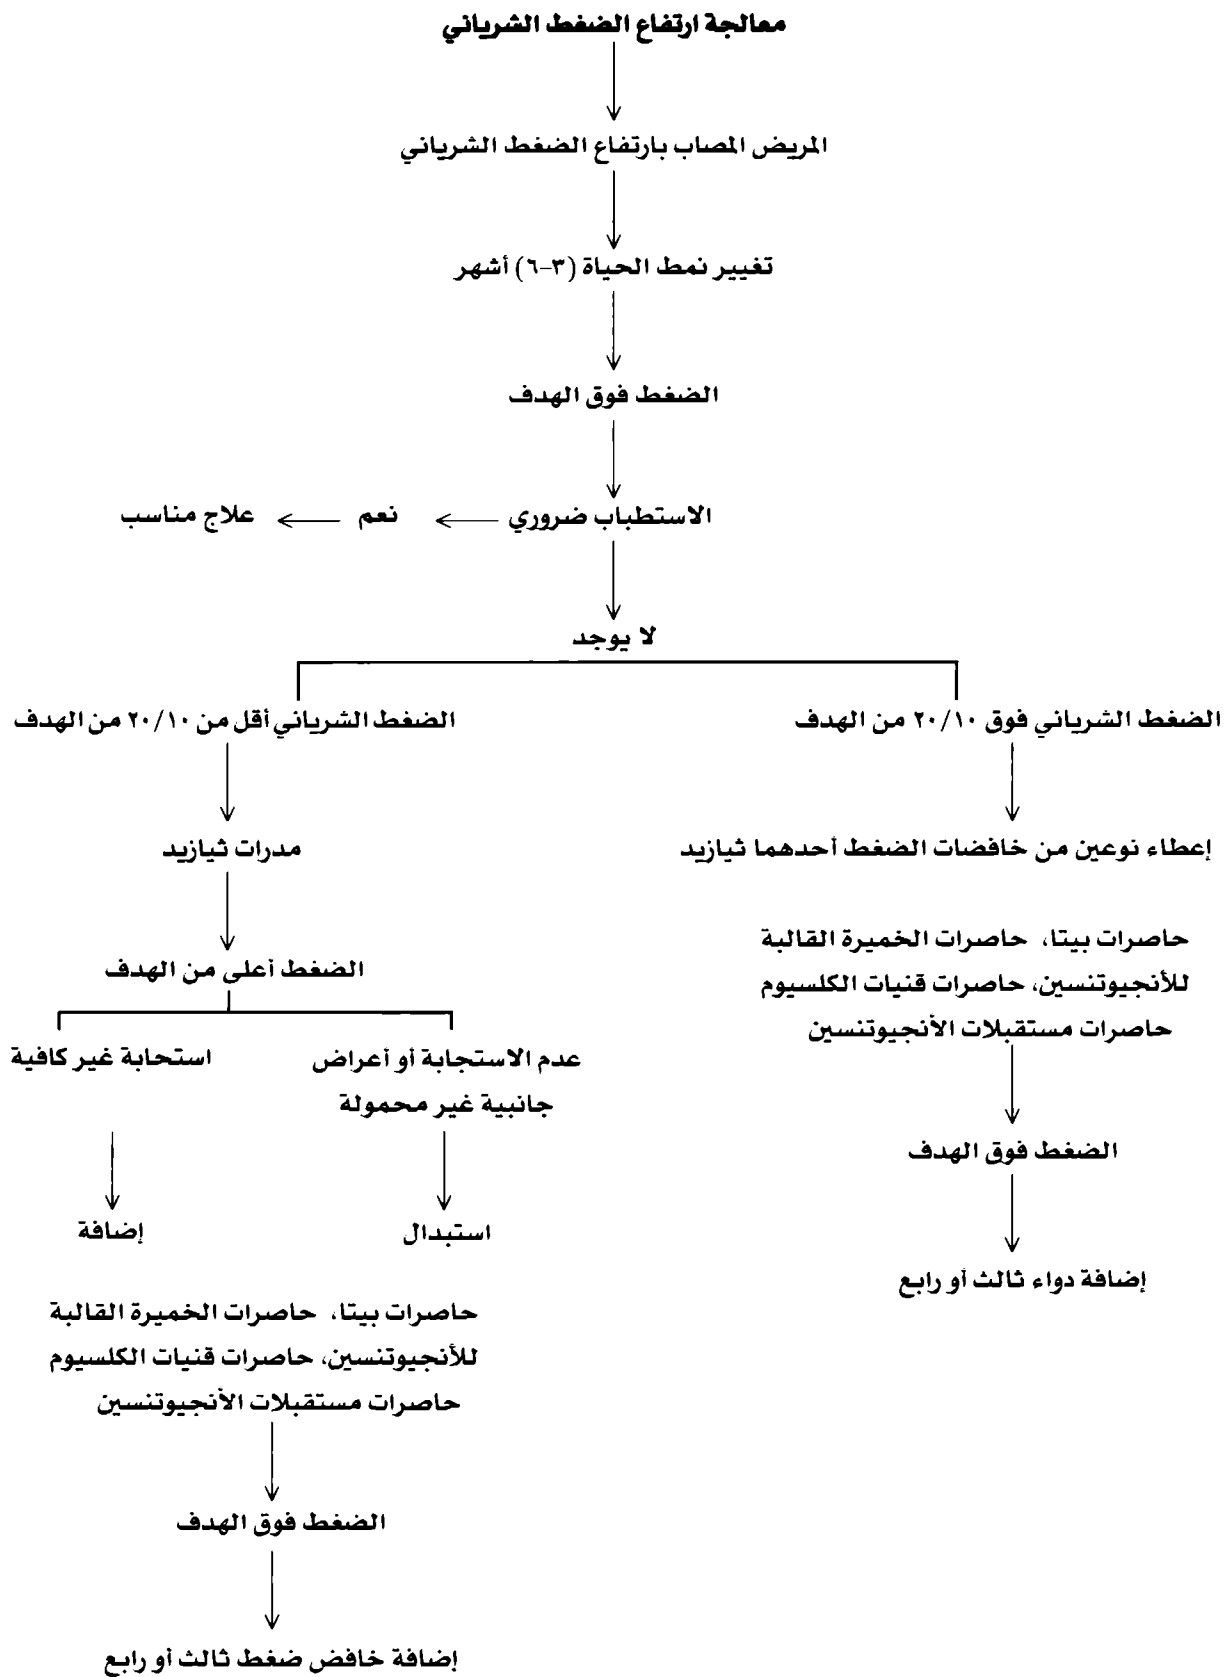 معالجة ارتفاع الضغط الشرياني
المريض المصاب بارتفاع الضغط الشرياني
تغيير نمط الحياة (٣-٦) أشهر
الضغط فوق الهدف
الاستطباب ضروري
نعم
علاج مناسب
لا يوجد
الضغط الشرياني فوق ٢٠/١٠ من الهدف
الضغط الشرياني أقل من ٢٠/١٠ من الهدف
إعطاء نوعين من خافضات الضغط أحدهما ثيازيد
مدرات ثيازيد
حاصرات بيتا، حاصرات الخميرة القالبة
للأنجيوتنسين، حاصرات قنيات الكلسيوم
حاصرات مستقبلات الأنجيوتنسين
الضغط أعلى من الهدف
عدم الاستجابة أو أعراض
جانبية غير محمولة
استحابة غير كافية
الضغط فوق الهدف
استبدال
إضافة
إضافة دواء ثالث أو رابع
حاصرات بيتا، حاصرات الخميرة القالبة
للأنجيوتنسين، حاصرات قنيات الكلسيوم
حاصرات مستقبلات الأنجيوتنسين
الضغط فوق الهدف
إضافة خافض ضغط ثالث أو رابع